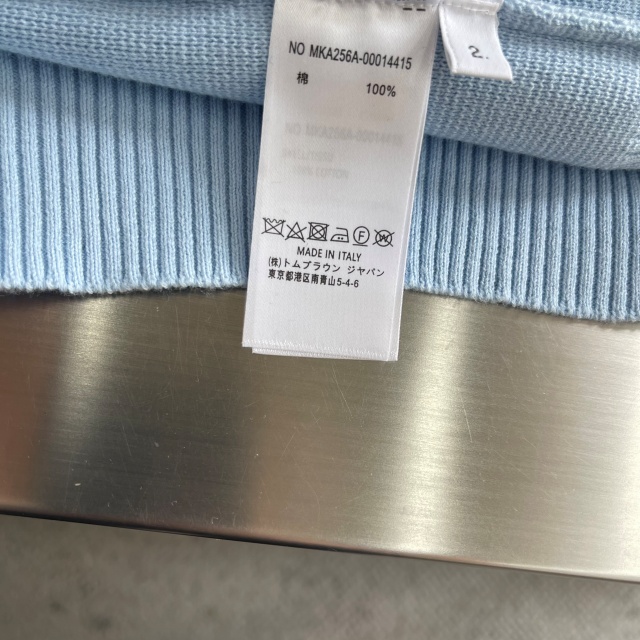 NO MKA256A-00014415
2.
棉 100%
MADE IN ITALY
(株)トムブラウン ジャパン
東京都港区南青山5-4-6